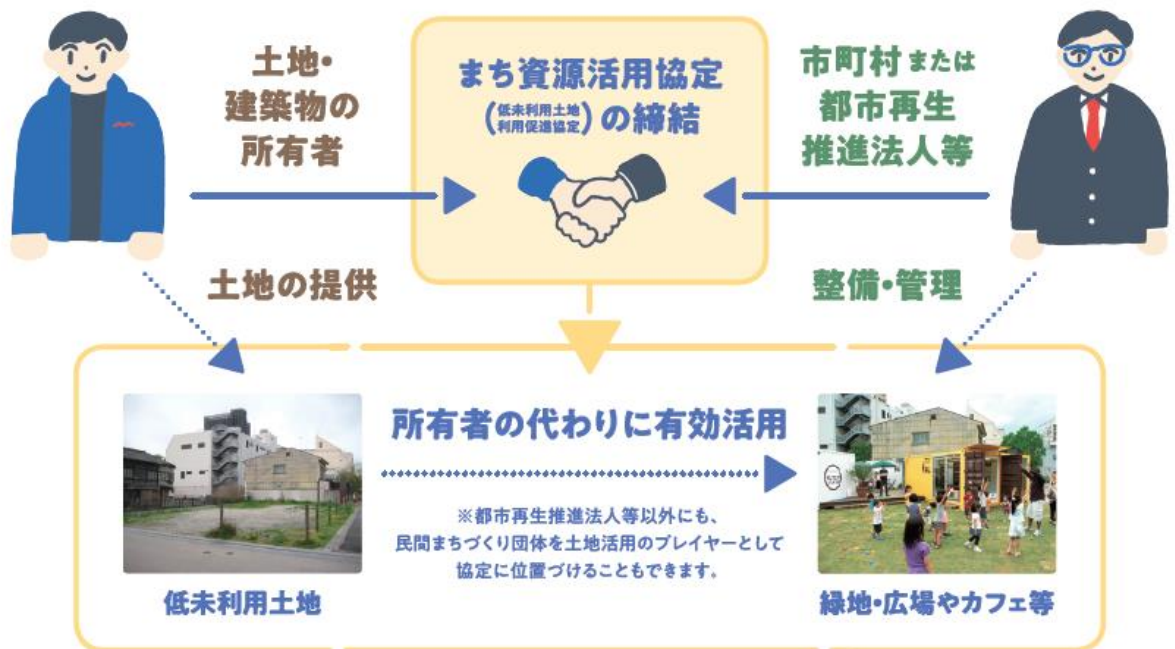 土地・
建築物の
所有者
まち資源活用協定
(低未利用土地
利用促進協定)の締結
市町村または
都市再生
推進法人等
土地の提供
整備・管理
所有者の代わりに有効活用
※都市再生推進法人等以外にも、
民間まちづくり団体を土地活用のプレイヤーとして
協定に位置づけることもできます。
低未利用土地
緑地・広場やカフェ等